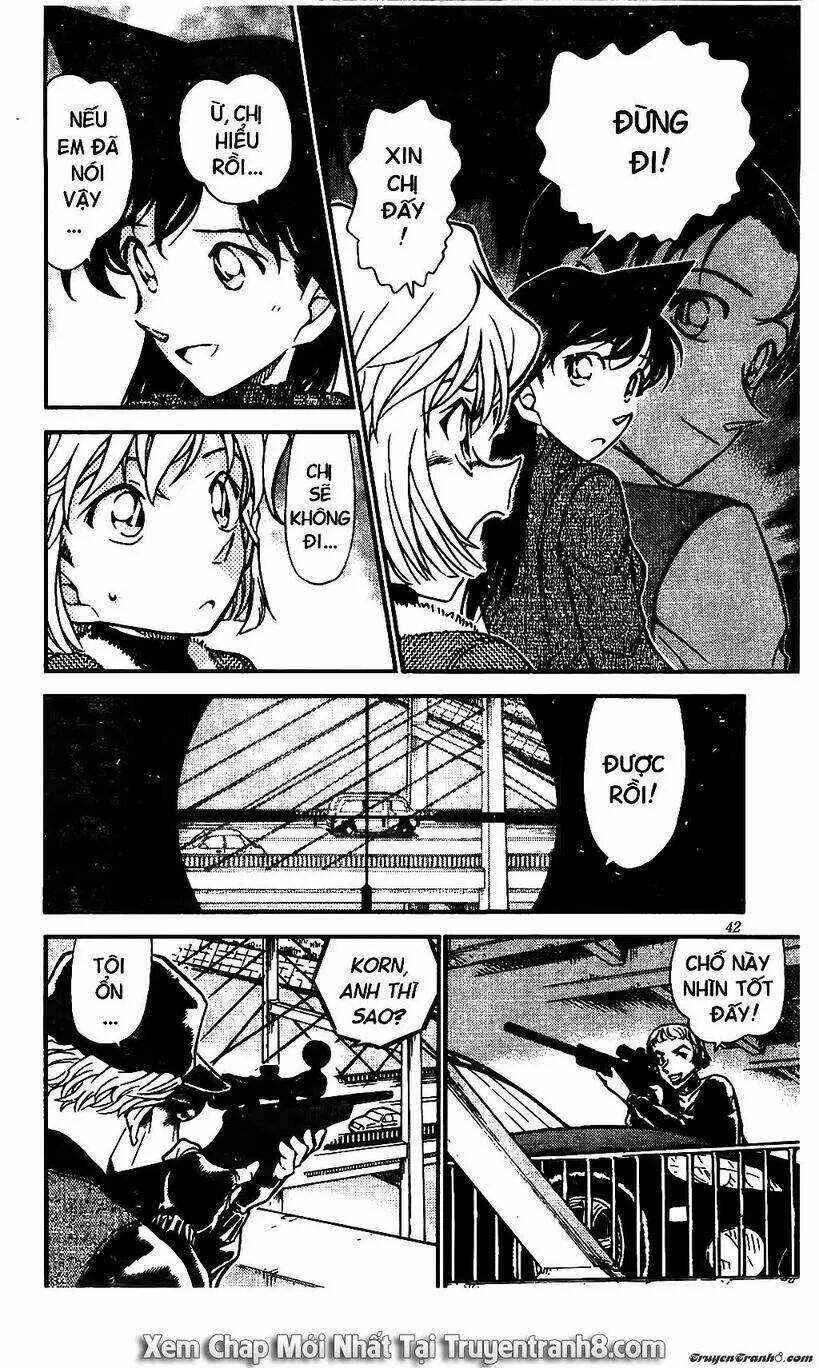 ĐỪNG
ĐI!
XIN
CHỊ
ĐẤY
!
Ừ, CHỊ
HIỂU
RỒI...
NẾU
EM ĐÃ
NÓI
VẬY
...
CHỊ
SẼ
KHÔNG
ĐI...
ĐƯỢC
RỒI!
42
CHỖ NÀY
NHÌN TỐT
ĐẤY!
KORN,
ANH THÌ
SAO?
TÔI
ỔN
...
Xem Chap Mới Nhất Tại Truyentranh8.com
TruyenTranh8.com